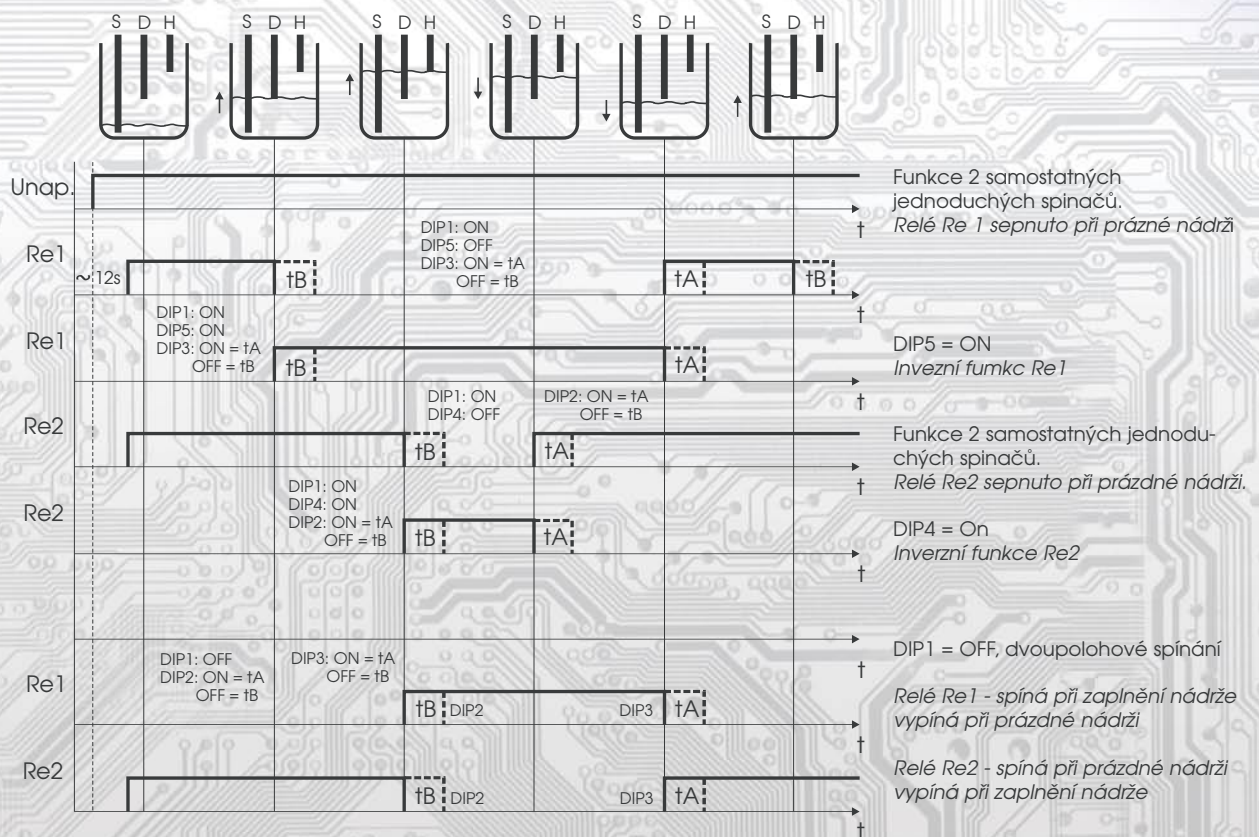 S D H
S D H
S D H
S D H
S D H
S D H
Unap.
Funkce 2 samostatných
jednoduchých spinačů.
Relé Re 1 sepnuto při prázné nádrži
t
Re1
~12s
tB
DIP1: ON
DIP5: OFF
DIP3: ON = tA
OFF = tB
tA
tB
t
Re1
DIP1: ON
DIP5: ON
DIP3: ON = tA
OFF = tB
tB
tA
DIP5 = ON
Invezní fumkc Re1
t
Re2
DIP1: ON
DIP4: OFF
DIP2: ON = tA
OFF = tB
tB
tA
Funkce 2 samostatných jednodu-
chých spinačů.
Relé Re2 sepnuto při prázdné nádrži.
t
Re2
DIP1: ON
DIP4: ON
DIP2: ON = tA
OFF = tB
tB
tA
DIP4 = On
Inverzní funkce Re2
t
DIP1 = OFF, dvoupolohové spínání
t
Re1
DIP1: OFF
DIP2: ON = tA
OFF = tB
DIP3: ON = tA
OFF = tB
tB DIP2
DIP3 tA
Relé Re1 - spíná při zaplnění nádrže
vypíná při prázdné nádrži
t
Re2
tB DIP2
DIP3 tA
Relé Re2 - spíná při prázdné nádrži
vypíná při zaplnění nádrže
t